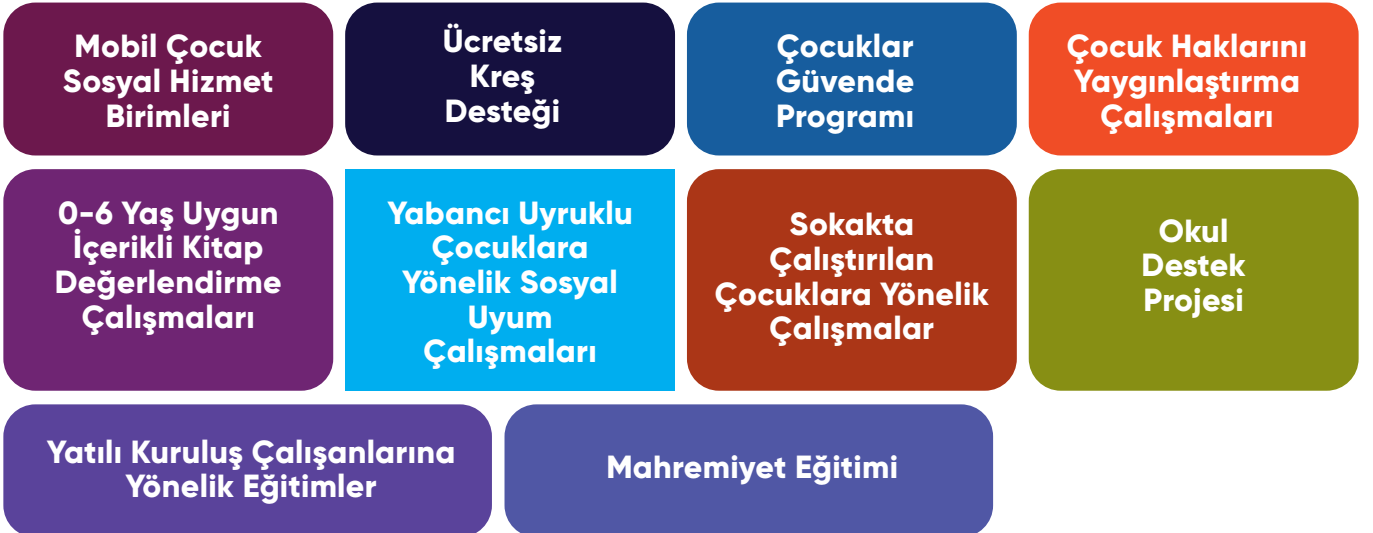 Mobil Çocuk
Sosyal Hizmet
Birimleri
Ücretsiz
Kreş
Desteği
Çocuklar
Güvende
Programı
Çocuk Haklarını
Yaygınlaştırma
Çalışmaları
0-6 Yaş Uygun
İçerikli Kitap
Değerlendirme
Çalışmaları
Yabancı Uyruklu
Çocuklara
Yönelik Sosyal
Uyum
Çalışmaları
Sokakta
Çalıştırılan
Çocuklara Yönelik
Çalışmalar
Okul
Destek
Projesi
Yatılı Kuruluş Çalışanlarına
Yönelik Eğitimler
Mahremiyet Eğitimi